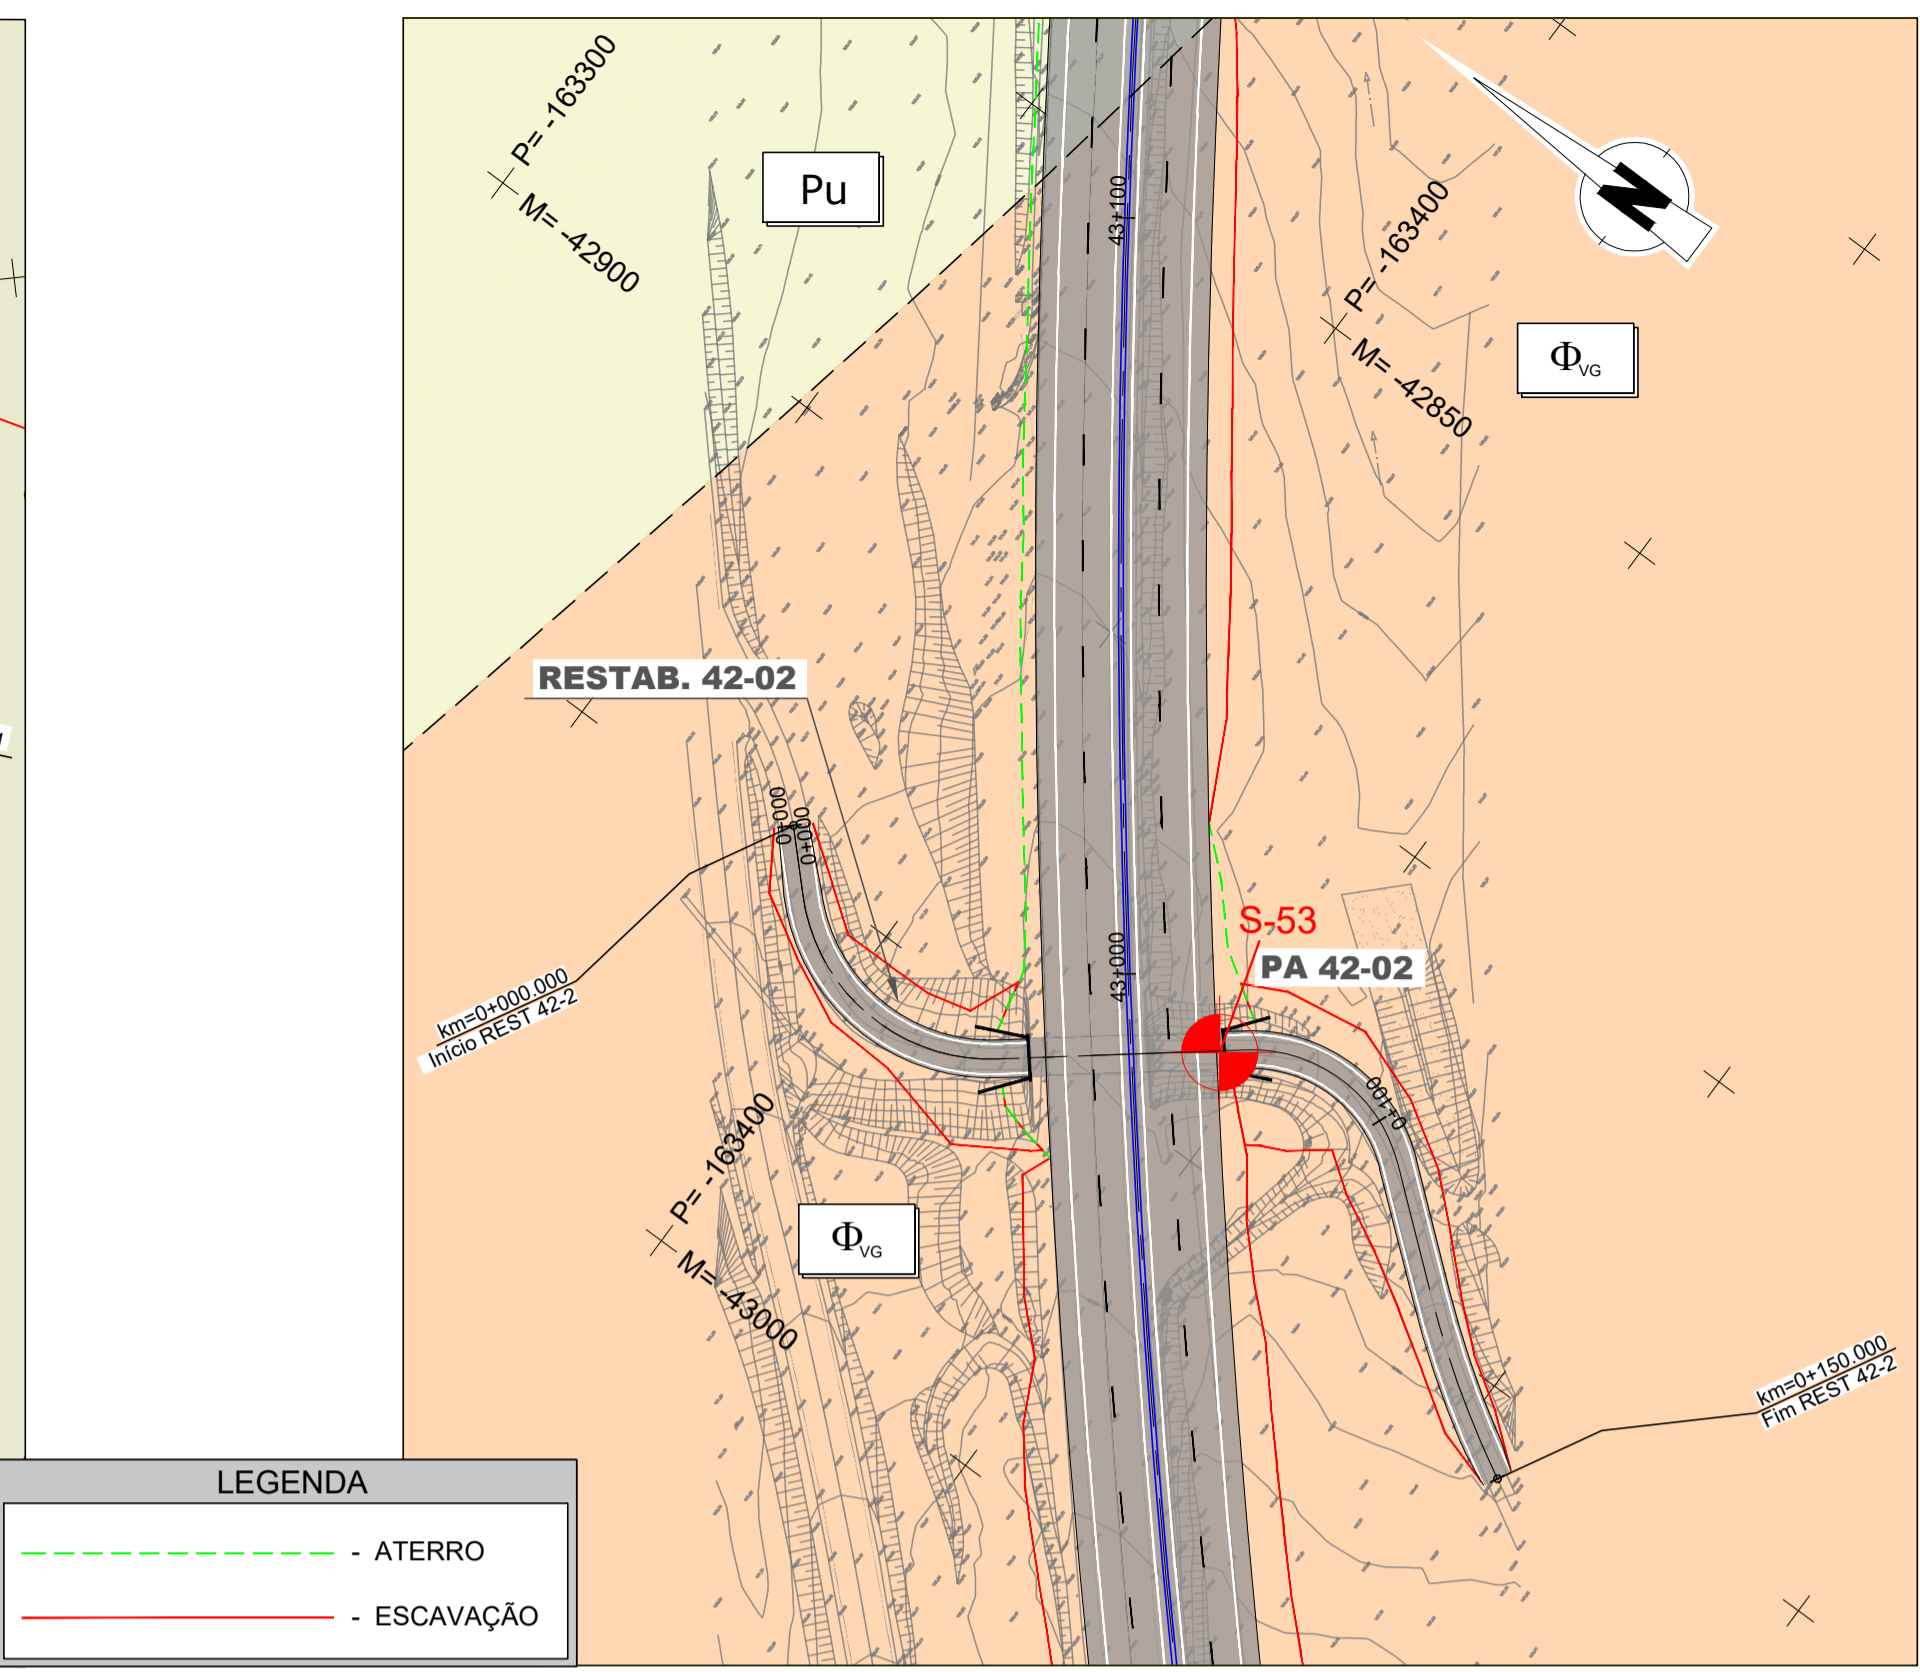 P= -163300
M= -42900
Pu
43+100
N
P= -163400
M= -42850
ΦVG
RESTAB. 42-02
0+000
0+000
43+000
S-53
PA 42-02
km=0+000.000
Início REST 42-2
0+100
P= -163400
M= -43000
ΦVG
km=0+150.000
Fim REST 42-2
LEGENDA
- ATERRO
- ESCAVAÇÃO